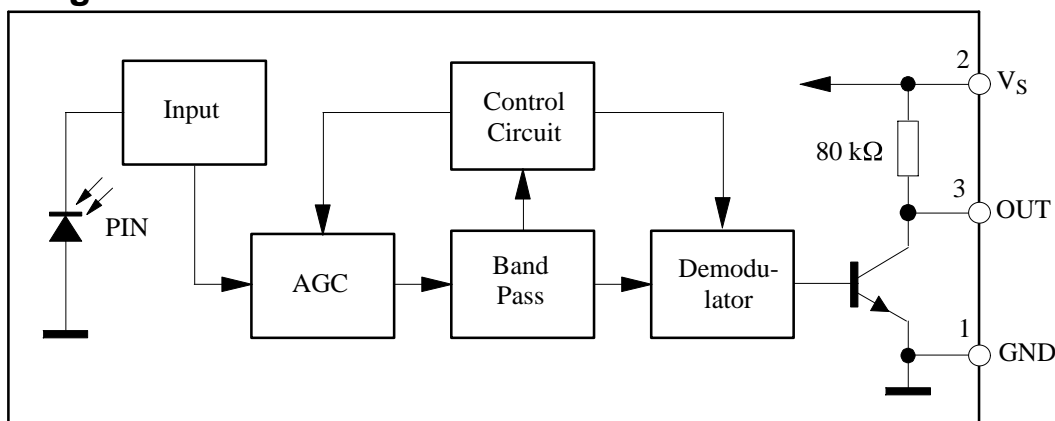 2
V_S
Input
Control
Circuit
80 kΩ
3
OUT
PIN
AGC
Band
Pass
Demodu-
lator
1
GND